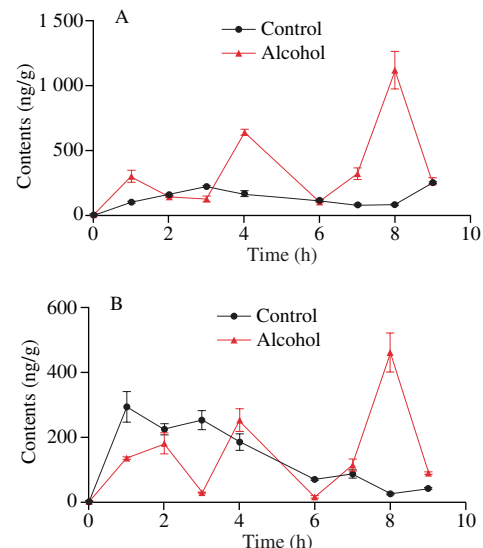 A
Control
Alcohol
Contents (ng/g)
1 500
1 000
500
0
0 2 4 6 8 10
Time (h)
B
Control
Alcohol
Contents (ng/g)
600
400
200
0
0 2 4 6 8 10
Time (h)